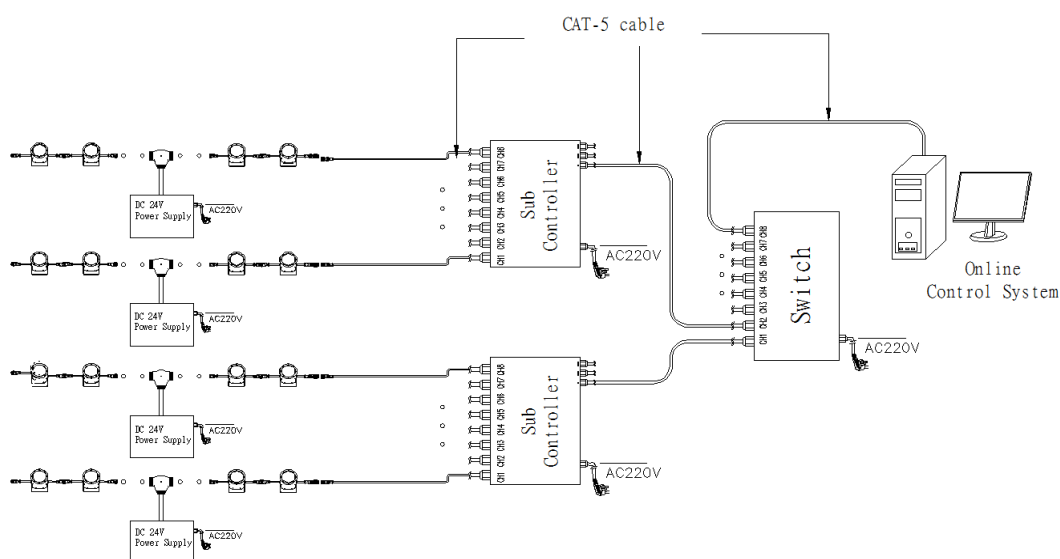 CAT-5 cable
CH8
CH7
CH6
CH5
CH4
CH3
CH2
CH1
Sub
Controller
AC220V
DC 24V
Power Supply
AC220V
DC 24V
Power Supply
AC220V
CH8
CH7
CH6
CH5
CH4
CH3
CH2
CH1
Switch
AC220V
Online
Control System
CH8
CH7
CH6
CH5
CH4
CH3
CH2
CH1
Sub
Controller
AC220V
DC 24V
Power Supply
AC220V
DC 24V
Power Supply
AC220V